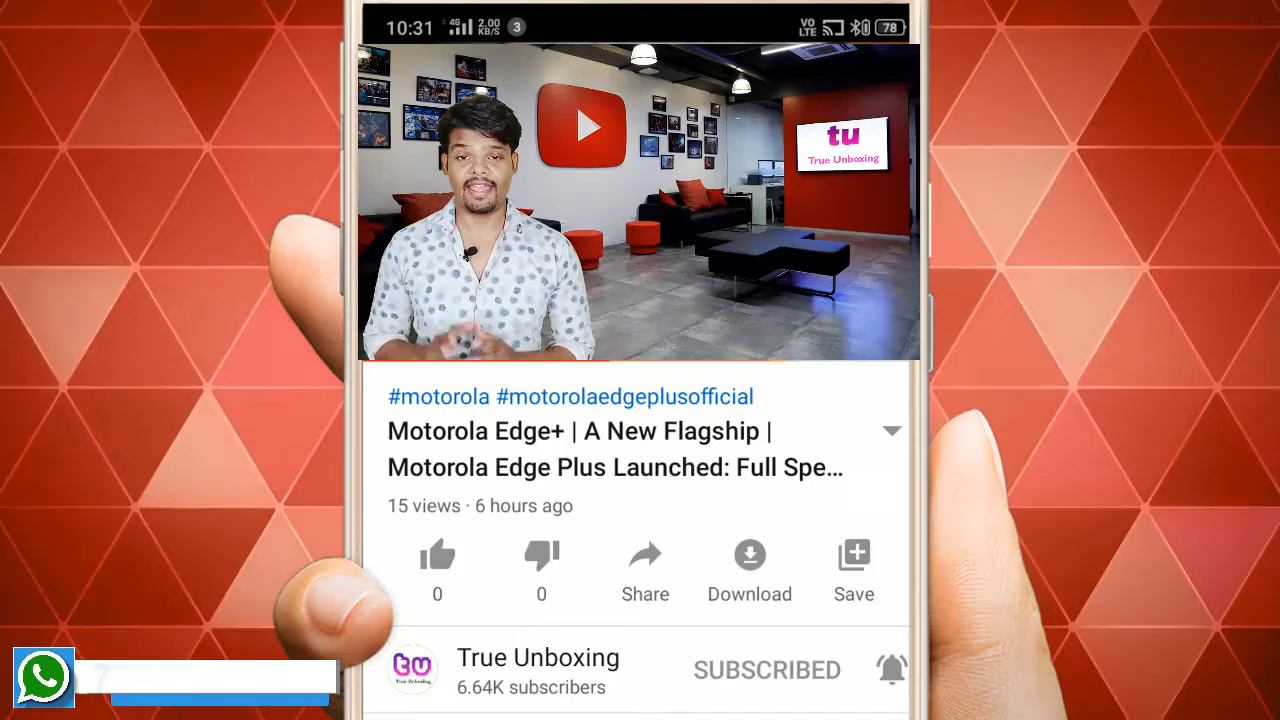 10:31 4G 2.00 KB/S 3 VO LTE 78
tu
True Unboxing
#motorola #motorolaedgeplusofficial
Motorola Edge+ | A New Flagship |
Motorola Edge Plus Launched: Full Spe...
15 views · 6 hours ago
0 0 Share Download Save
True Unboxing
True Unboxing SUBSCRIBED
6.64K subscribers